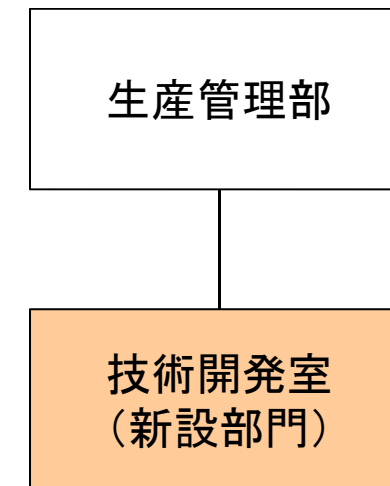 生産管理部
技術開発室
（新設部門）